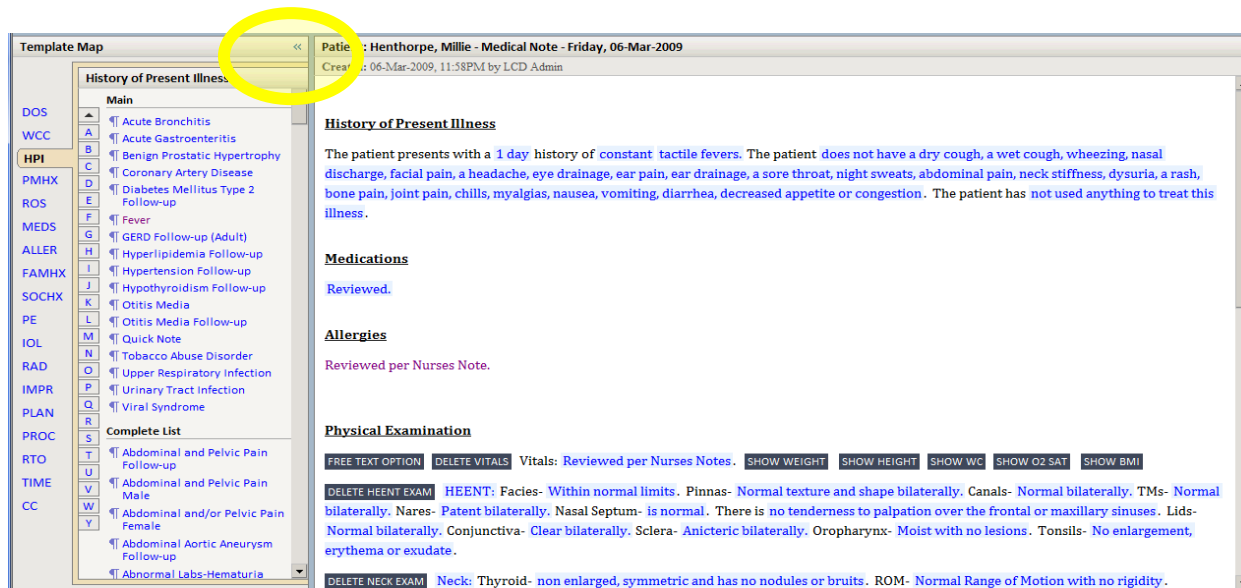 Template Map «
DOS
WCC
HPI
PMHX
ROS
MEDS
ALLER
FAMHX
SOCHX
PE
IOL
RAD
IMPR
PLAN
PROC
RTO
TIME
CC
History of Present Illness
A
B
C
D
E
F
G
H
I
J
K
L
M
N
O
P
Q
R
S
T
U
V
W
Y
Main
¶ Acute Bronchitis
¶ Acute Gastroenteritis
¶ Benign Prostatic Hypertrophy
¶ Coronary Artery Disease
¶ Diabetes Mellitus Type 2
Follow-up
¶ Fever
¶ GERD Follow-up (Adult)
¶ Hyperlipidemia Follow-up
¶ Hypertension Follow-up
¶ Hypothyroidism Follow-up
¶ Otitis Media
¶ Otitis Media Follow-up
¶ Quick Note
¶ Tobacco Abuse Disorder
¶ Upper Respiratory Infection
¶ Urinary Tract Infection
¶ Viral Syndrome
Complete List
¶ Abdominal and Pelvic Pain
Follow-up
¶ Abdominal and Pelvic Pain
Male
¶ Abdominal and/or Pelvic Pain
Female
¶ Abdominal Aortic Aneurysm
Follow-up
¶ Abnormal Labs-Hematuria
Patient: Henthorpe, Millie - Medical Note - Friday, 06-Mar-2009
Created: 06-Mar-2009, 11:58PM by LCD Admin
History of Present Illness
The patient presents with a 1 day history of constant tactile fevers. The patient does not have a dry cough, a wet cough, wheezing, nasal
discharge, facial pain, a headache, eye drainage, ear pain, ear drainage, a sore throat, night sweats, abdominal pain, neck stiffness, dysuria, a rash,
bone pain, joint pain, chills, myalgias, nausea, vomiting, diarrhea, decreased appetite or congestion. The patient has not used anything to treat this
illness.
Medications
Reviewed.
Allergies
Reviewed per Nurses Note.
Physical Examination
FREE TEXT OPTION DELETE VITALS Vitals: Reviewed per Nurses Notes. SHOW WEIGHT SHOW HEIGHT SHOW WC SHOW O2 SAT SHOW BMI
DELETE HEENT EXAM HEENT: Facies- Within normal limits. Pinnas- Normal texture and shape bilaterally. Canals- Normal bilaterally. TMs- Normal
bilaterally. Nares- Patent bilaterally. Nasal Septum- is normal. There is no tenderness to palpation over the frontal or maxillary sinuses. Lids-
Normal bilaterally. Conjunctiva- Clear bilaterally. Sclera- Anicteric bilaterally. Oropharynx- Moist with no lesions. Tonsils- No enlargement,
erythema or exudate.
DELETE NECK EXAM Neck: Thyroid- non enlarged, symmetric and has no nodules or bruits. ROM- Normal Range of Motion with no rigidity.